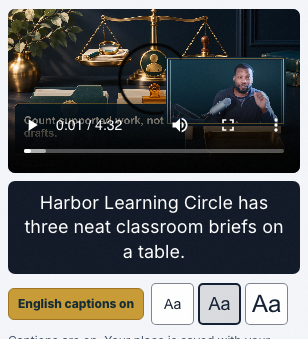 Count supported work, not
drafts.
0:01 / 4:32
Harbor Learning Circle has
three neat classroom briefs on
a table.
English captions on
Aa
Aa
Aa
Captions are on. Your place is saved with your